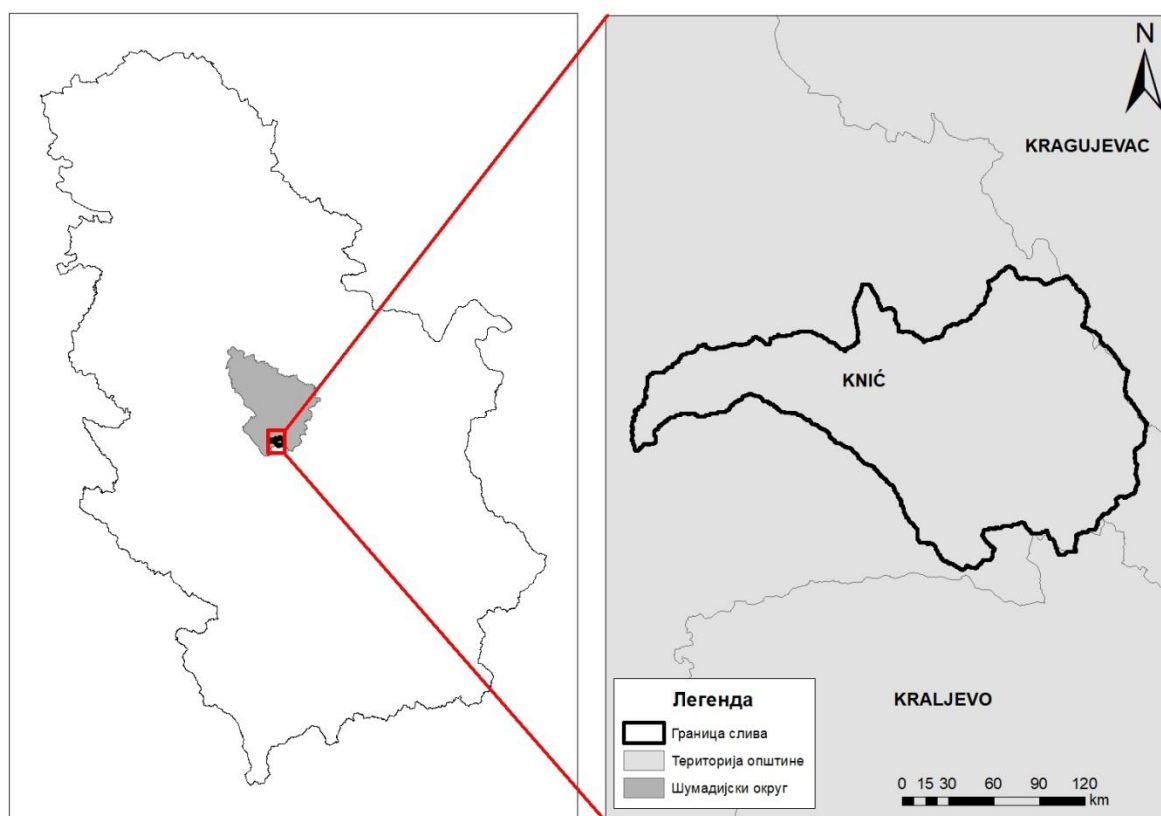 N
KRAGUJEVAC
KNIĆ
KRALJEVO
Легенда
Граница слива
Територија општине
Шумадијски округ
0 15 30 60 90 120
km